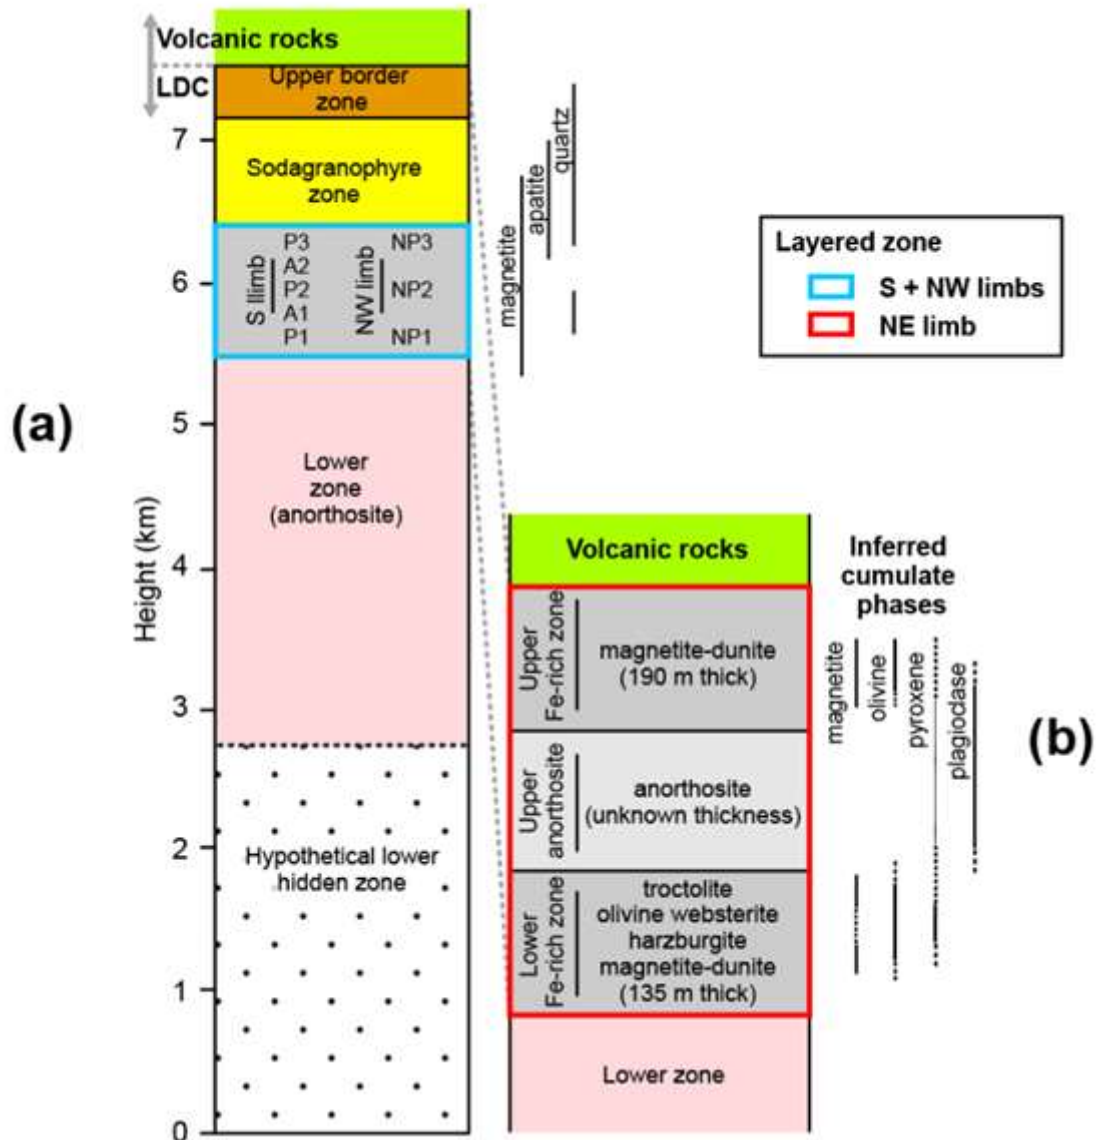 Volcanic rocks
LDC
Upper border
zone
7
Sodagranophyre
zone
6
S llimb
P3
A2
P2
A1
P1
NW limb
NP3
NP2
NP1
magnetite
apatite
quartz
Layered zone
S + NW limbs
NE limb
(a)
Height (km)
5
Lower
zone
(anorthosite)
4
3
2
Hypothetical lower
hidden zone
1
0
Volcanic rocks
Upper
Fe-rich zone
magnetite-dunite
(190 m thick)
Upper
anorthosite
anorthosite
(unknown thickness)
Lower
Fe-rich zone
troctolite
olivine websterite
harzburgite
magnetite-dunite
(135 m thick)
Lower zone
Inferred
cumulate
phases
magnetite
olivine
pyroxene
plagiodase
(b)